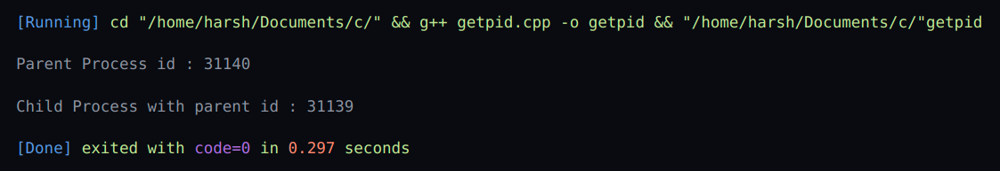 [Running] cd "/home/harsh/Documents/c/" && g++ getpid.cpp -o getpid && "/home/harsh/Documents/c/"getpid
Parent Process id : 31140
Child Process with parent id : 31139
[Done] exited with code=0 in 0.297 seconds